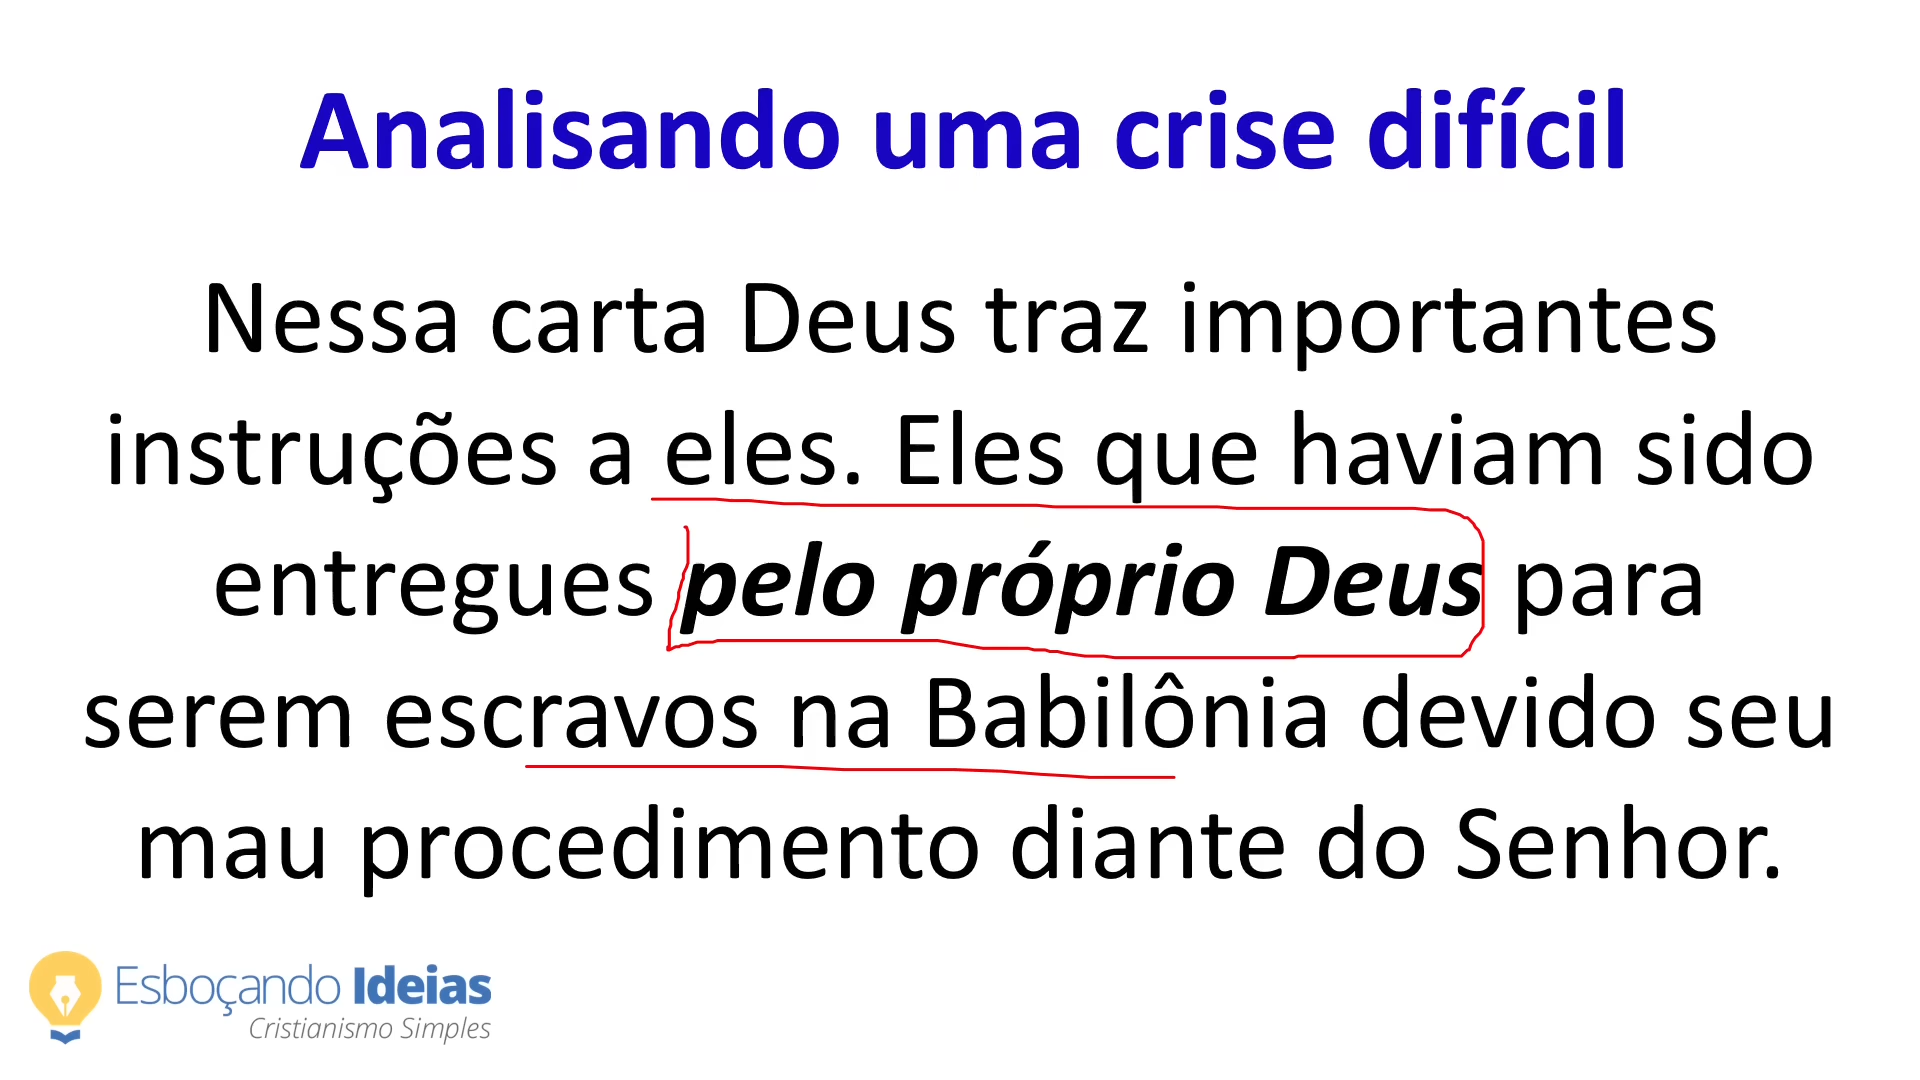 Analisando uma crise difícil
Nessa carta Deus traz importantes
instruções a eles. Eles que haviam sido
entregues pelo próprio Deus para
serem escravos na Babilônia devido seu
mau procedimento diante do Senhor.
Esboçando Ideias
Cristianismo Simples